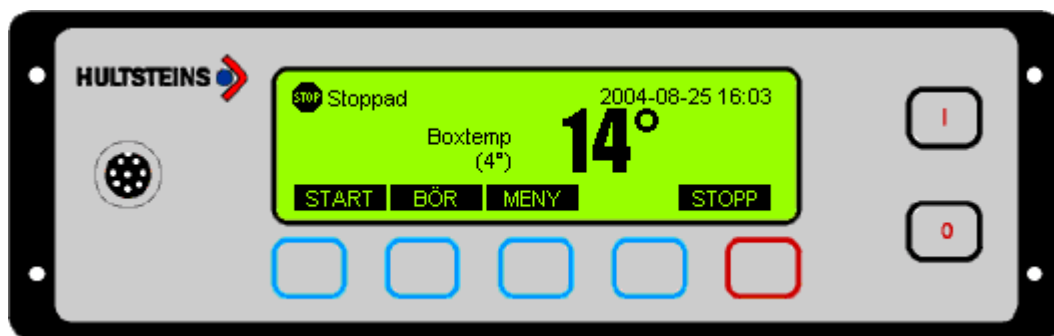 HULTSTEINS
STOP Stoppad 2004-08-25 16:03
Boxtemp 14°
(4°)
START BÖR MENY STOPP
I
0